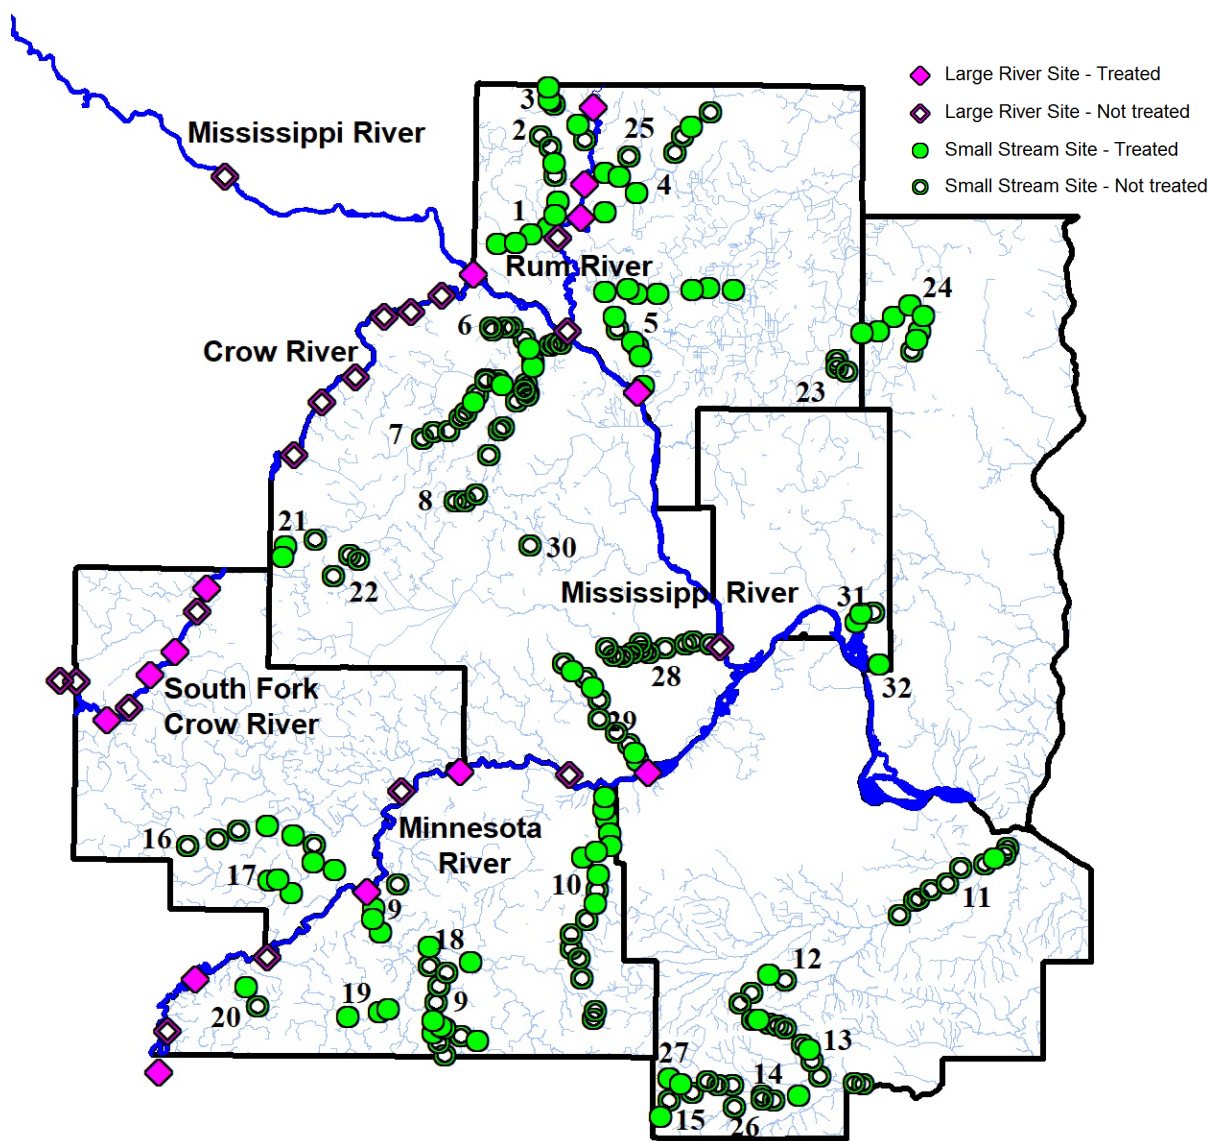 Large River Site - Treated
Large River Site - Not treated
Small Stream Site - Treated
Small Stream Site - Not treated
Mississippi River
3
2
25
4
1
Rum River
24
6
5
Crow River
23
7
8
21
30
22
Mississippi River
31
28
32
South Fork
Crow River
29
Minnesota
River
16
17
10
11
9
18
12
19
9
20
13
27
14
15
26